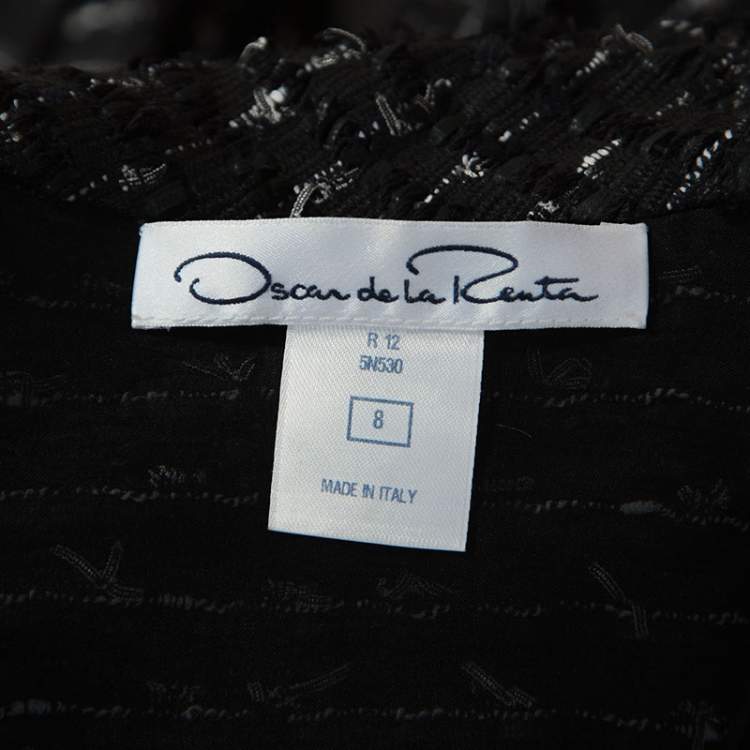 Oscar de la Renta
R 12
5N530
8
MADE IN ITALY